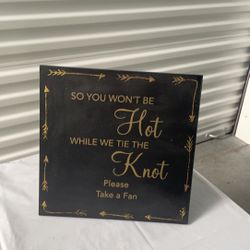 SO YOU WON'T BE
Hot
WHILE WE TIE THE
Knot
Please
Take a Fan